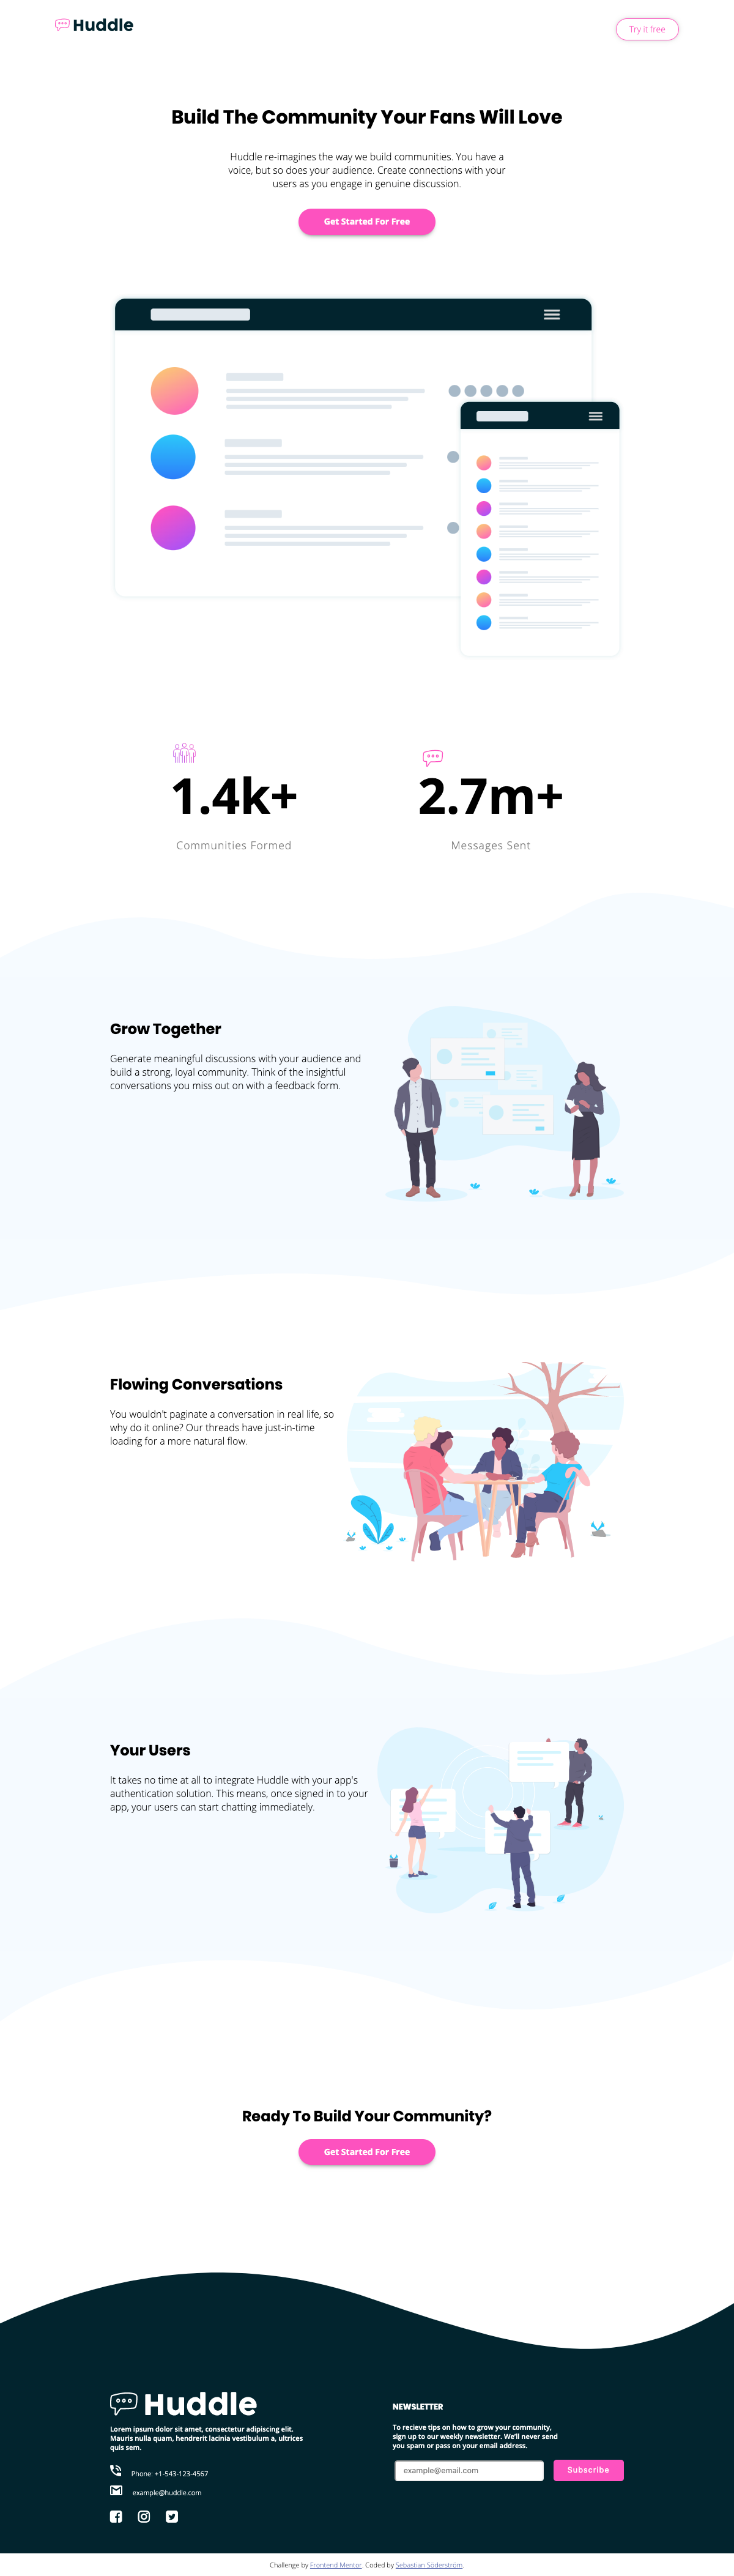 Huddle
Try it free
Build The Community Your Fans Will Love
Huddle re-imagines the way we build communities. You have a
voice, but so does your audience. Create connections with your
users as you engage in genuine discussion.
Get Started For Free
1.4k+
Communities Formed
2.7m+
Messages Sent
Grow Together
Generate meaningful discussions with your audience and
build a strong, loyal community. Think of the insightful
conversations you miss out on with a feedback form.
Flowing Conversations
You wouldn't paginate a conversation in real life, so
why do it online? Our threads have just-in-time
loading for a more natural flow.
Your Users
It takes no time at all to integrate Huddle with your app's
authentication solution. This means, once signed in to your
app, your users can start chatting immediately.
Ready To Build Your Community?
Get Started For Free
Huddle
Lorem ipsum dolor sit amet, consectetur adipiscing elit.
Mauris nulla quam, hendrerit lacinia vestibulum a, ultrices
quis sem.
Phone: +1-543-123-4567
example@huddle.com
NEWSLETTER
To recieve tips on how to grow your community,
sign up to our weekly newsletter. We'll never send
you spam or pass on your email address.
example@email.com
Subscribe
Challenge by Frontend Mentor. Coded by Sebastian Söderström.